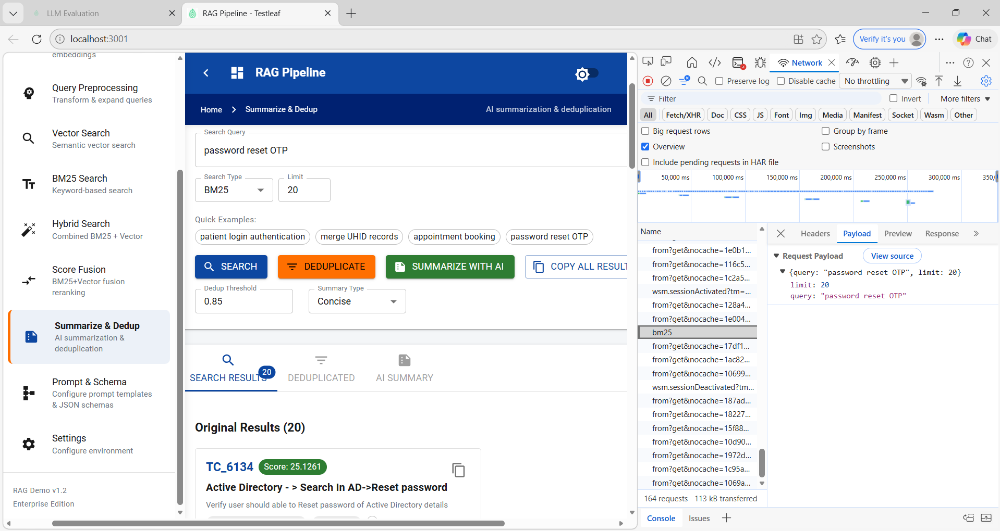 LLM Evaluation
RAG Pipeline - Testleaf
localhost:3001
Verify it's you
Chat
embeddings
Query Preprocessing
Transform & expand queries
Vector Search
Semantic vector search
BM25 Search
Keyword-based search
Hybrid Search
Combined BM25 + Vector
Score Fusion
BM25+Vector fusion
reranking
Summarize & Dedup
AI summarization &
deduplication
Prompt & Schema
Configure prompt templates
& JSON schemas
Settings
Configure environment
RAG Demo v1.2
Enterprise Edition
RAG Pipeline
Home
Summarize & Dedup
AI summarization & deduplication
Search Query
password reset OTP
Search Type
BM25
Limit
20
Quick Examples:
patient login authentication
merge UHID records
appointment booking
password reset OTP
SEARCH
DEDUPLICATE
SUMMARIZE WITH AI
COPY ALL RESULT
Dedup Threshold
0.85
Summary Type
Concise
SEARCH RESULTS
20
DEDUPLICATED
AI SUMMARY
Original Results (20)
TC_6134
Score: 25.1261
Active Directory - > Search In AD->Reset password
Verify user should able to Reset password of Active Directory details
Network
Preserve log
Disable cache
No throttling
Filter
Invert
More filters
All
Fetch/XHR
Doc
CSS
JS
Font
Img
Media
Manifest
Socket
Wasm
Other
Big request rows
Group by frame
Overview
Screenshots
Include pending requests in HAR file
50,000 ms
100,000 ms
150,000 ms
200,000 ms
250,000 ms
300,000 ms
350,0
Name
from?get&nocache=1e0b1...
from?get&nocache=116c5...
from?get&nocache=1c2a5...
wsm.sessionActivated?tm=...
from?get&nocache=128a4...
from?get&nocache=1e004...
bm25
from?get&nocache=17df1...
from?get&nocache=1ac82...
from?get&nocache=10699...
wsm.sessionDeactivated?tm...
from?get&nocache=187ad...
from?get&nocache=18227...
from?get&nocache=15f88...
from?get&nocache=10d90...
from?get&nocache=1972d...
from?get&nocache=1c95a...
from?get&nocache=1069a...
164 requests
113 kB transferred
Headers
Payload
Preview
Response
Request Payload
View source
{query: "password reset OTP", limit: 20}
limit: 20
query: "password reset OTP"
Console
Issues